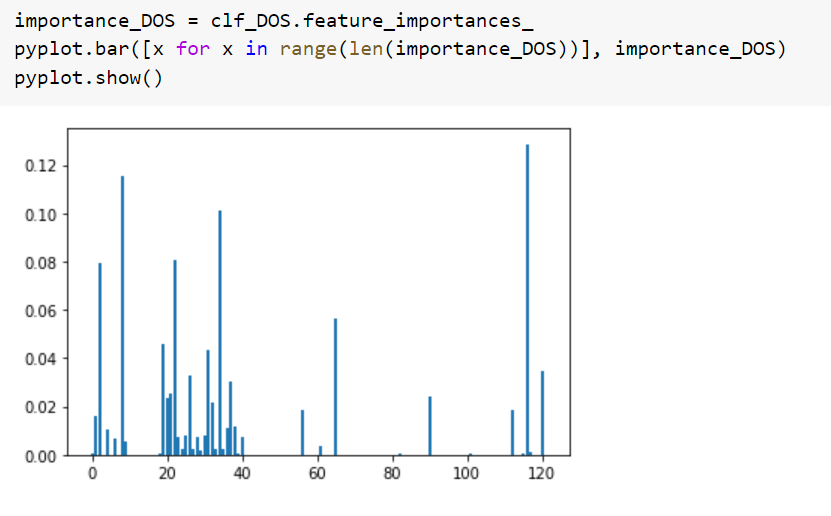 importance_DOS = clf_DOS.feature_importances_
pyplot.bar([x for x in range(len(importance_DOS))], importance_DOS)
pyplot.show()
0.12
0.10
0.08
0.06
0.04
0.02
0.00
0 20 40 60 80 100 120